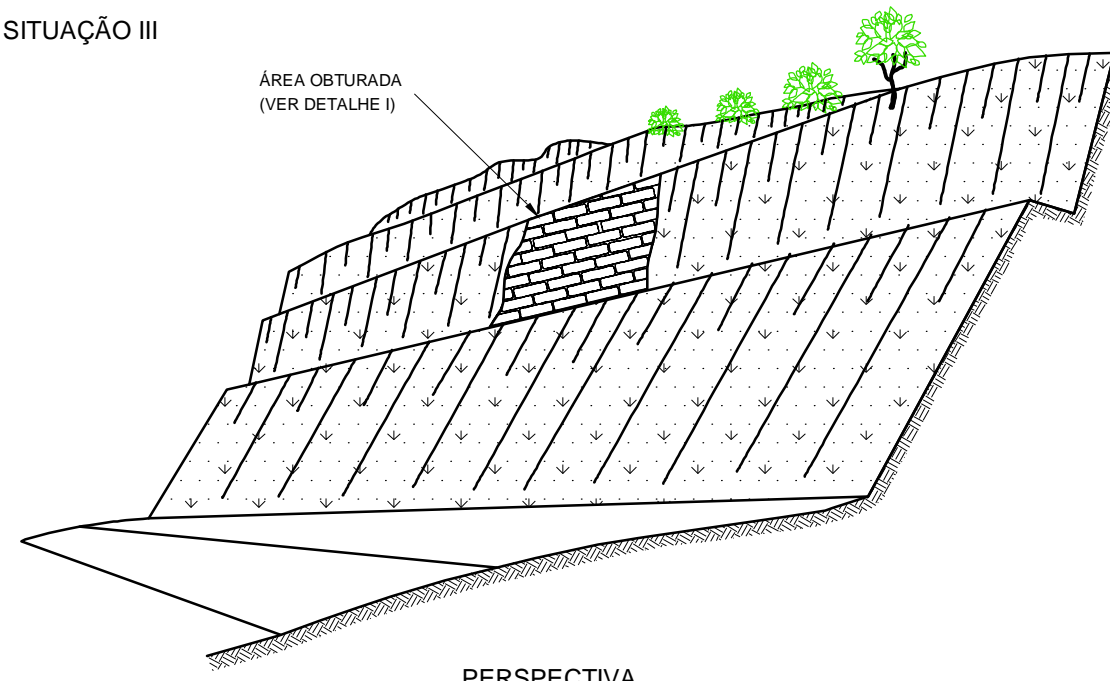 SITUAÇÃO III
ÁREA OBTURADA
(VER DETALHE I)
PERSPECTIVA